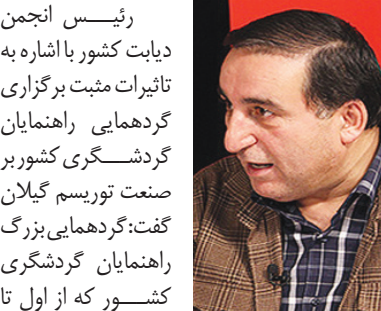 رئیس انجمن
دیابت کشور با اشاره به
تاثیرات مثبت برگزاری
گردهمایی راهنمایان
گردشگری کشور بر
صنعت توریسم گیلان
گفت: گردهمایی بزرگ
راهنمایان گردشگری
کشور که از اول تا